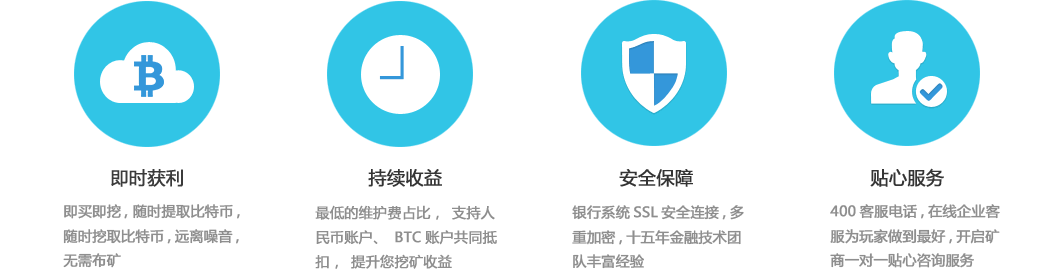 即时获利
即买即挖，随时提取比特币，
随时挖取比特币，远离噪音，
无需布矿
持续收益
最低的维护费占比， 支持人
民币账户、 BTC 账户共同抵
扣， 提升您挖矿收益
安全保障
银行系统 SSL 安全连接，多
重加密，十五年金融技术团
队丰富经验
贴心服务
400 客服电话，在线企业客
服为玩家做到最好，开启矿
商一对一贴心咨询服务